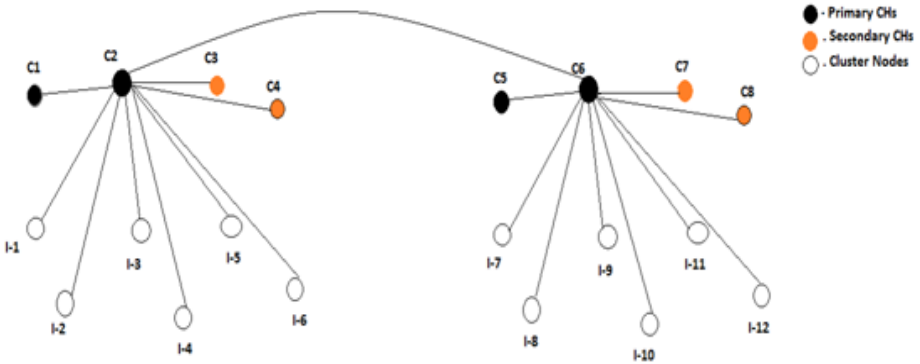 - Primary CHs
. Secondary CHs
. Cluster Nodes
C1
C2
C3
C4
C5
C6
C7
C8
I-1
I-2
I-3
I-4
I-5
I-6
I-7
I-8
I-9
I-10
I-11
I-12